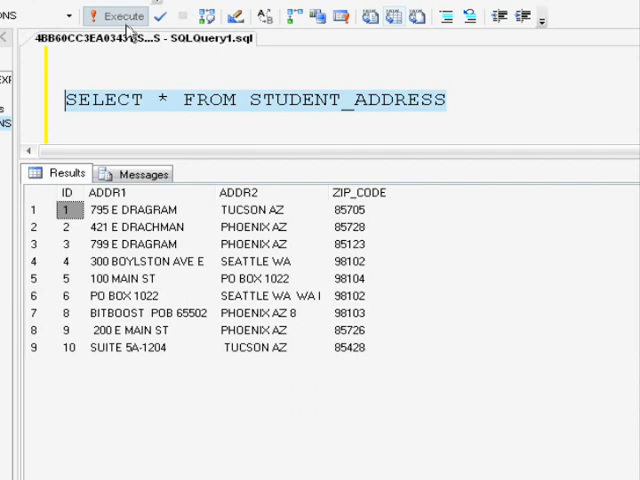 NS
Execute
4BB60CC3EA0343\S...S - SQLQuery1.sql
EXF
s
NS
SELECT * FROM STUDENT_ADDRESS
Results Messages
ID ADDR1 ADDR2 ZIP_CODE
1 1 795 E DRAGRAM TUCSON AZ 85705
2 2 421 E DRACHMAN PHOENIX AZ 85728
3 3 799 E DRAGRAM PHOENIX AZ 85123
4 4 300 BOYLSTON AVE E SEATTLE WA 98102
5 5 100 MAIN ST PO BOX 1022 98104
6 6 PO BOX 1022 SEATTLE WA WA I 98102
7 8 BITBOOST POB 65502 PHOENIX AZ 8 98103
8 9 200 E MAIN ST PHOENIX AZ 85726
9 10 SUITE 5A-1204 TUCSON AZ 85428